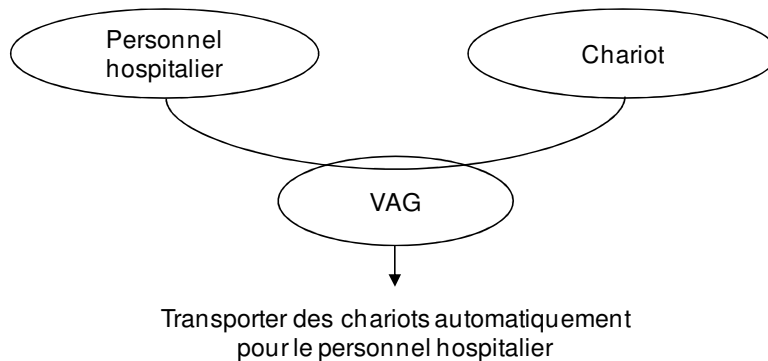 Personnel
hospitalier
Chariot
VAG
Transporter des chariots automatiquement
pour le personnel hospitalier